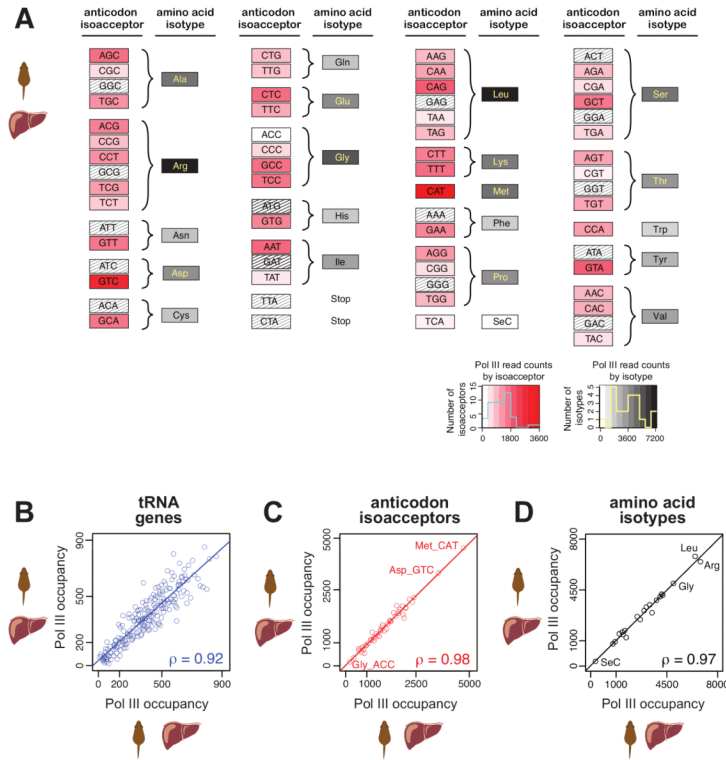 A
anticodon isoacceptor
amino acid isotype
AGC
CGC
GGC
TGC
Ala
ACG
CCG
CCT
GCG
TCG
TCT
Arg
ATT
GTT
Asn
ATC
GTC
Asp
ACA
GCA
Cys
anticodon isoacceptor
amino acid isotype
CTG
TTG
Gln
CTC
TTC
Glu
ACC
CCC
GCC
TCC
Gly
ATG
GTG
His
AAT
GAT
TAT
Ile
TTA
Stop
CTA
Stop
anticodon isoacceptor
amino acid isotype
AAG
CAA
CAG
GAG
TAA
TAG
Leu
CTT
TTT
Lys
CAT
Met
AAA
GAA
Phe
AGG
CGG
GGG
TGG
Pro
TCA
SeC
anticodon isoacceptor
amino acid isotype
ACT
AGA
CGA
GCT
GGA
TGA
Ser
AGT
CGT
GGT
TGT
Thr
CCA
Trp
ATA
GTA
Tyr
AAC
CAC
GAC
TAC
Val
Pol III read counts
by isoacceptor
Number of
isoacceptors
0 5 10 15
0 1800 3600
Pol III read counts
by isotype
Number of
isotypes
0 1 2 3 4 5
0 3600 7200
B
tRNA
genes
Pol III occupancy
0 200 500 900
ρ = 0.92
0 200 500 900
Pol III occupancy
C
anticodon
isoacceptors
Pol III occupancy
0 1000 2500 5000
Met_CAT
Asp_GTC
Gly_ACC
ρ = 0.98
0 1000 2500 5000
Pol III occupancy
D
amino acid
isotypes
Pol III occupancy
0 1000 4500 8000
Leu
Arg
Gly
SeC
ρ = 0.97
0 1000 4500 8000
Pol III occupancy